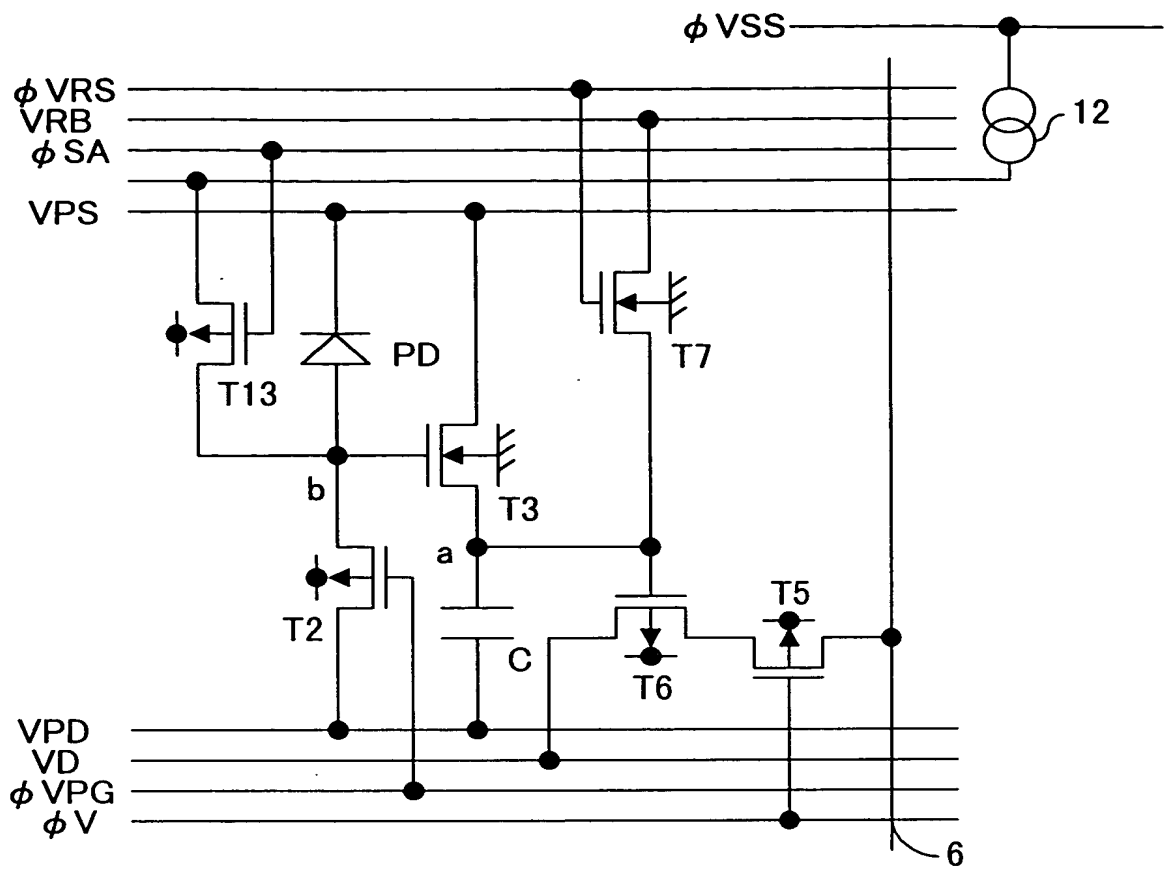 φVSS
φVRS
VRB
φSA
VPS
12
T13
PD
T7
b
T3
a
T2
C
T5
T6
VPD
VD
φVPG
φV
6